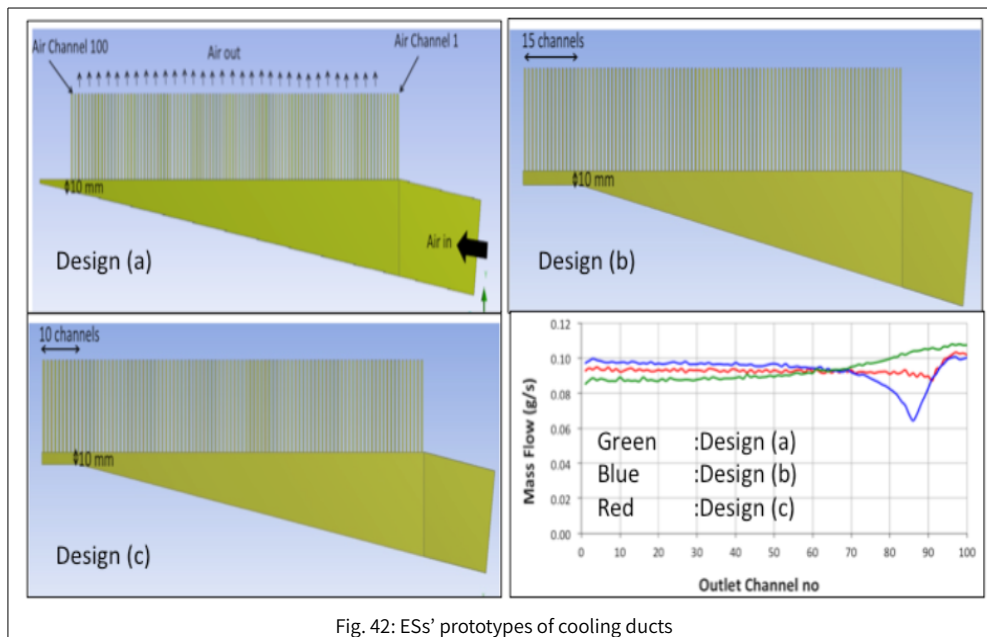 Air Channel 100
Air out
Air Channel 1
10 mm
Air in
Design (a)
15 channels
10 mm
Design (b)
10 channels
10 mm
Design (c)
0.12
0.10
0.08
0.06
0.04
0.02
0.00
Mass Flow (g/s)
Green :Design (a)
Blue :Design (b)
Red :Design (c)
0 10 20 30 40 50 60 70 80 90 100
Outlet Channel no
Fig. 42: ESs’ prototypes of cooling ducts